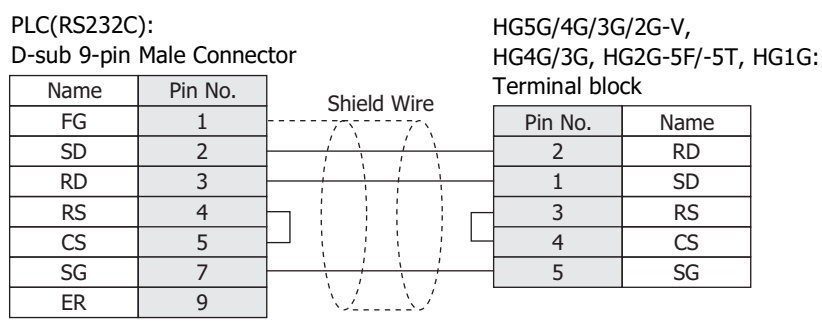 PLC(RS232C):
D-sub 9-pin Male Connector
Name Pin No.
FG 1
SD 2
RD 3
RS 4
CS 5
SG 7
ER 9
Shield Wire
HG5G/4G/3G/2G-V,
HG4G/3G, HG2G-5F/-5T, HG1G:
Terminal block
Pin No. Name
2 RD
1 SD
3 RS
4 CS
5 SG